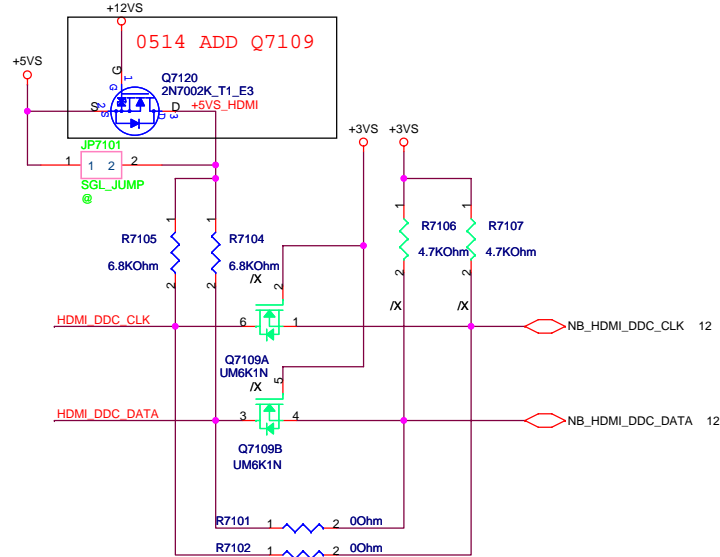 +12VS
0514 ADD Q7109
+5VS
G
G
1
Q7120
2N7002K_T1_E3
S
2
S
D
3
D
+5VS_HDMI
+3VS
+3VS
JP7101
1
1
2
2
SGL_JUMP
@
1
1
1
1
R7105
R7104
R7106
R7107
6.8KOhm
6.8KOhm
4.7KOhm
4.7KOhm
2
2
2
2
/X
2
/X
/X
HDMI_DDC_CLK
6
1
NB_HDMI_DDC_CLK 12
Q7109A
UM6K1N
/X
5
HDMI_DDC_DATA
3
4
NB_HDMI_DDC_DATA 12
Q7109B
UM6K1N
R7101
1
2
0Ohm
R7102
1
2
0Ohm